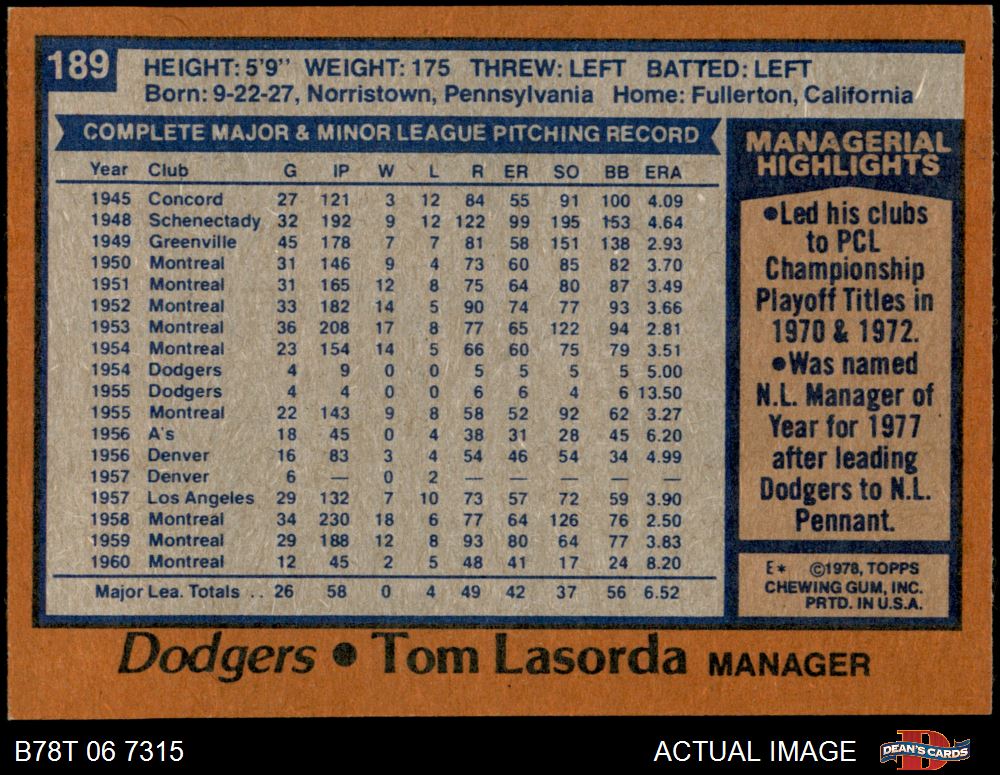 189
HEIGHT: 5'9" WEIGHT: 175 THREW: LEFT BATTED: LEFT
Born: 9-22-27, Norristown, Pennsylvania Home: Fullerton, California
COMPLETE MAJOR & MINOR LEAGUE PITCHING RECORD
Year Club G IP W L R ER SO BB ERA
1945 Concord 27 121 3 12 84 55 91 100 4.09
1948 Schenectady 32 192 9 12 122 99 195 153 4.64
1949 Greenville 45 178 7 7 81 58 151 138 2.93
1950 Montreal 31 146 9 4 73 60 85 82 3.70
1951 Montreal 31 165 12 8 75 64 80 87 3.49
1952 Montreal 33 182 14 5 90 74 77 93 3.66
1953 Montreal 36 208 17 8 77 65 122 94 2.81
1954 Montreal 23 154 14 5 66 60 75 79 3.51
1954 Dodgers 4 9 0 0 5 5 5 5 5.00
1955 Dodgers 4 4 0 0 6 6 4 6 13.50
1955 Montreal 22 143 9 8 58 52 92 62 3.27
1956 A's 18 45 0 4 38 31 28 45 6.20
1956 Denver 16 83 3 4 54 46 54 34 4.99
1957 Denver 6 — 0 2 — — — — —
1957 Los Angeles 29 132 7 10 73 57 72 59 3.90
1958 Montreal 34 230 18 6 77 64 126 76 2.50
1959 Montreal 29 188 12 8 93 80 64 77 3.83
1960 Montreal 12 45 2 5 48 41 17 24 8.20
Major Lea. Totals .. 26 58 0 4 49 42 37 56 6.52
MANAGERIAL
HIGHLIGHTS
•Led his clubs
to PCL
Championship
Playoff Titles in
1970 & 1972.
•Was named
N.L. Manager of
Year for 1977
after leading
Dodgers to N.L.
Pennant.
E* ©1978, TOPPS
CHEWING GUM, INC.
PRTD. IN U.S.A.
Dodgers • Tom Lasorda MANAGER
B78T 06 7315 ACTUAL IMAGE D DEAN'S CARDS